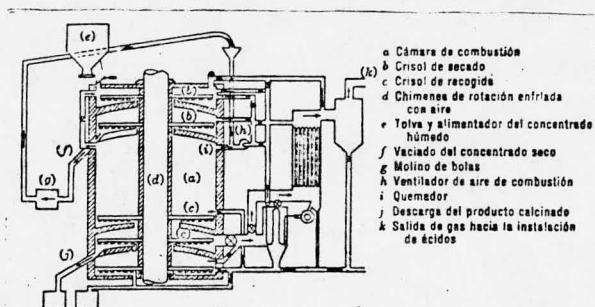 (e)
(k)
(b)
(b)
(h)
(f)
(i)
(g)
(d)
(a)
(c)
(j)
a Cámara de combustión
b Crisol de secado
c Crisol de recogida
d Chimenea de rotación enfriada
con aire
e Tolva y alimentador del concentrado
húmedo
f Vaciado del concentrado seco
g Molino de bolas
h Ventilador de aire de combustión
i Quemador
j Descarga del producto calcinado
k Salida de gas hacia la instalación
de ácidos